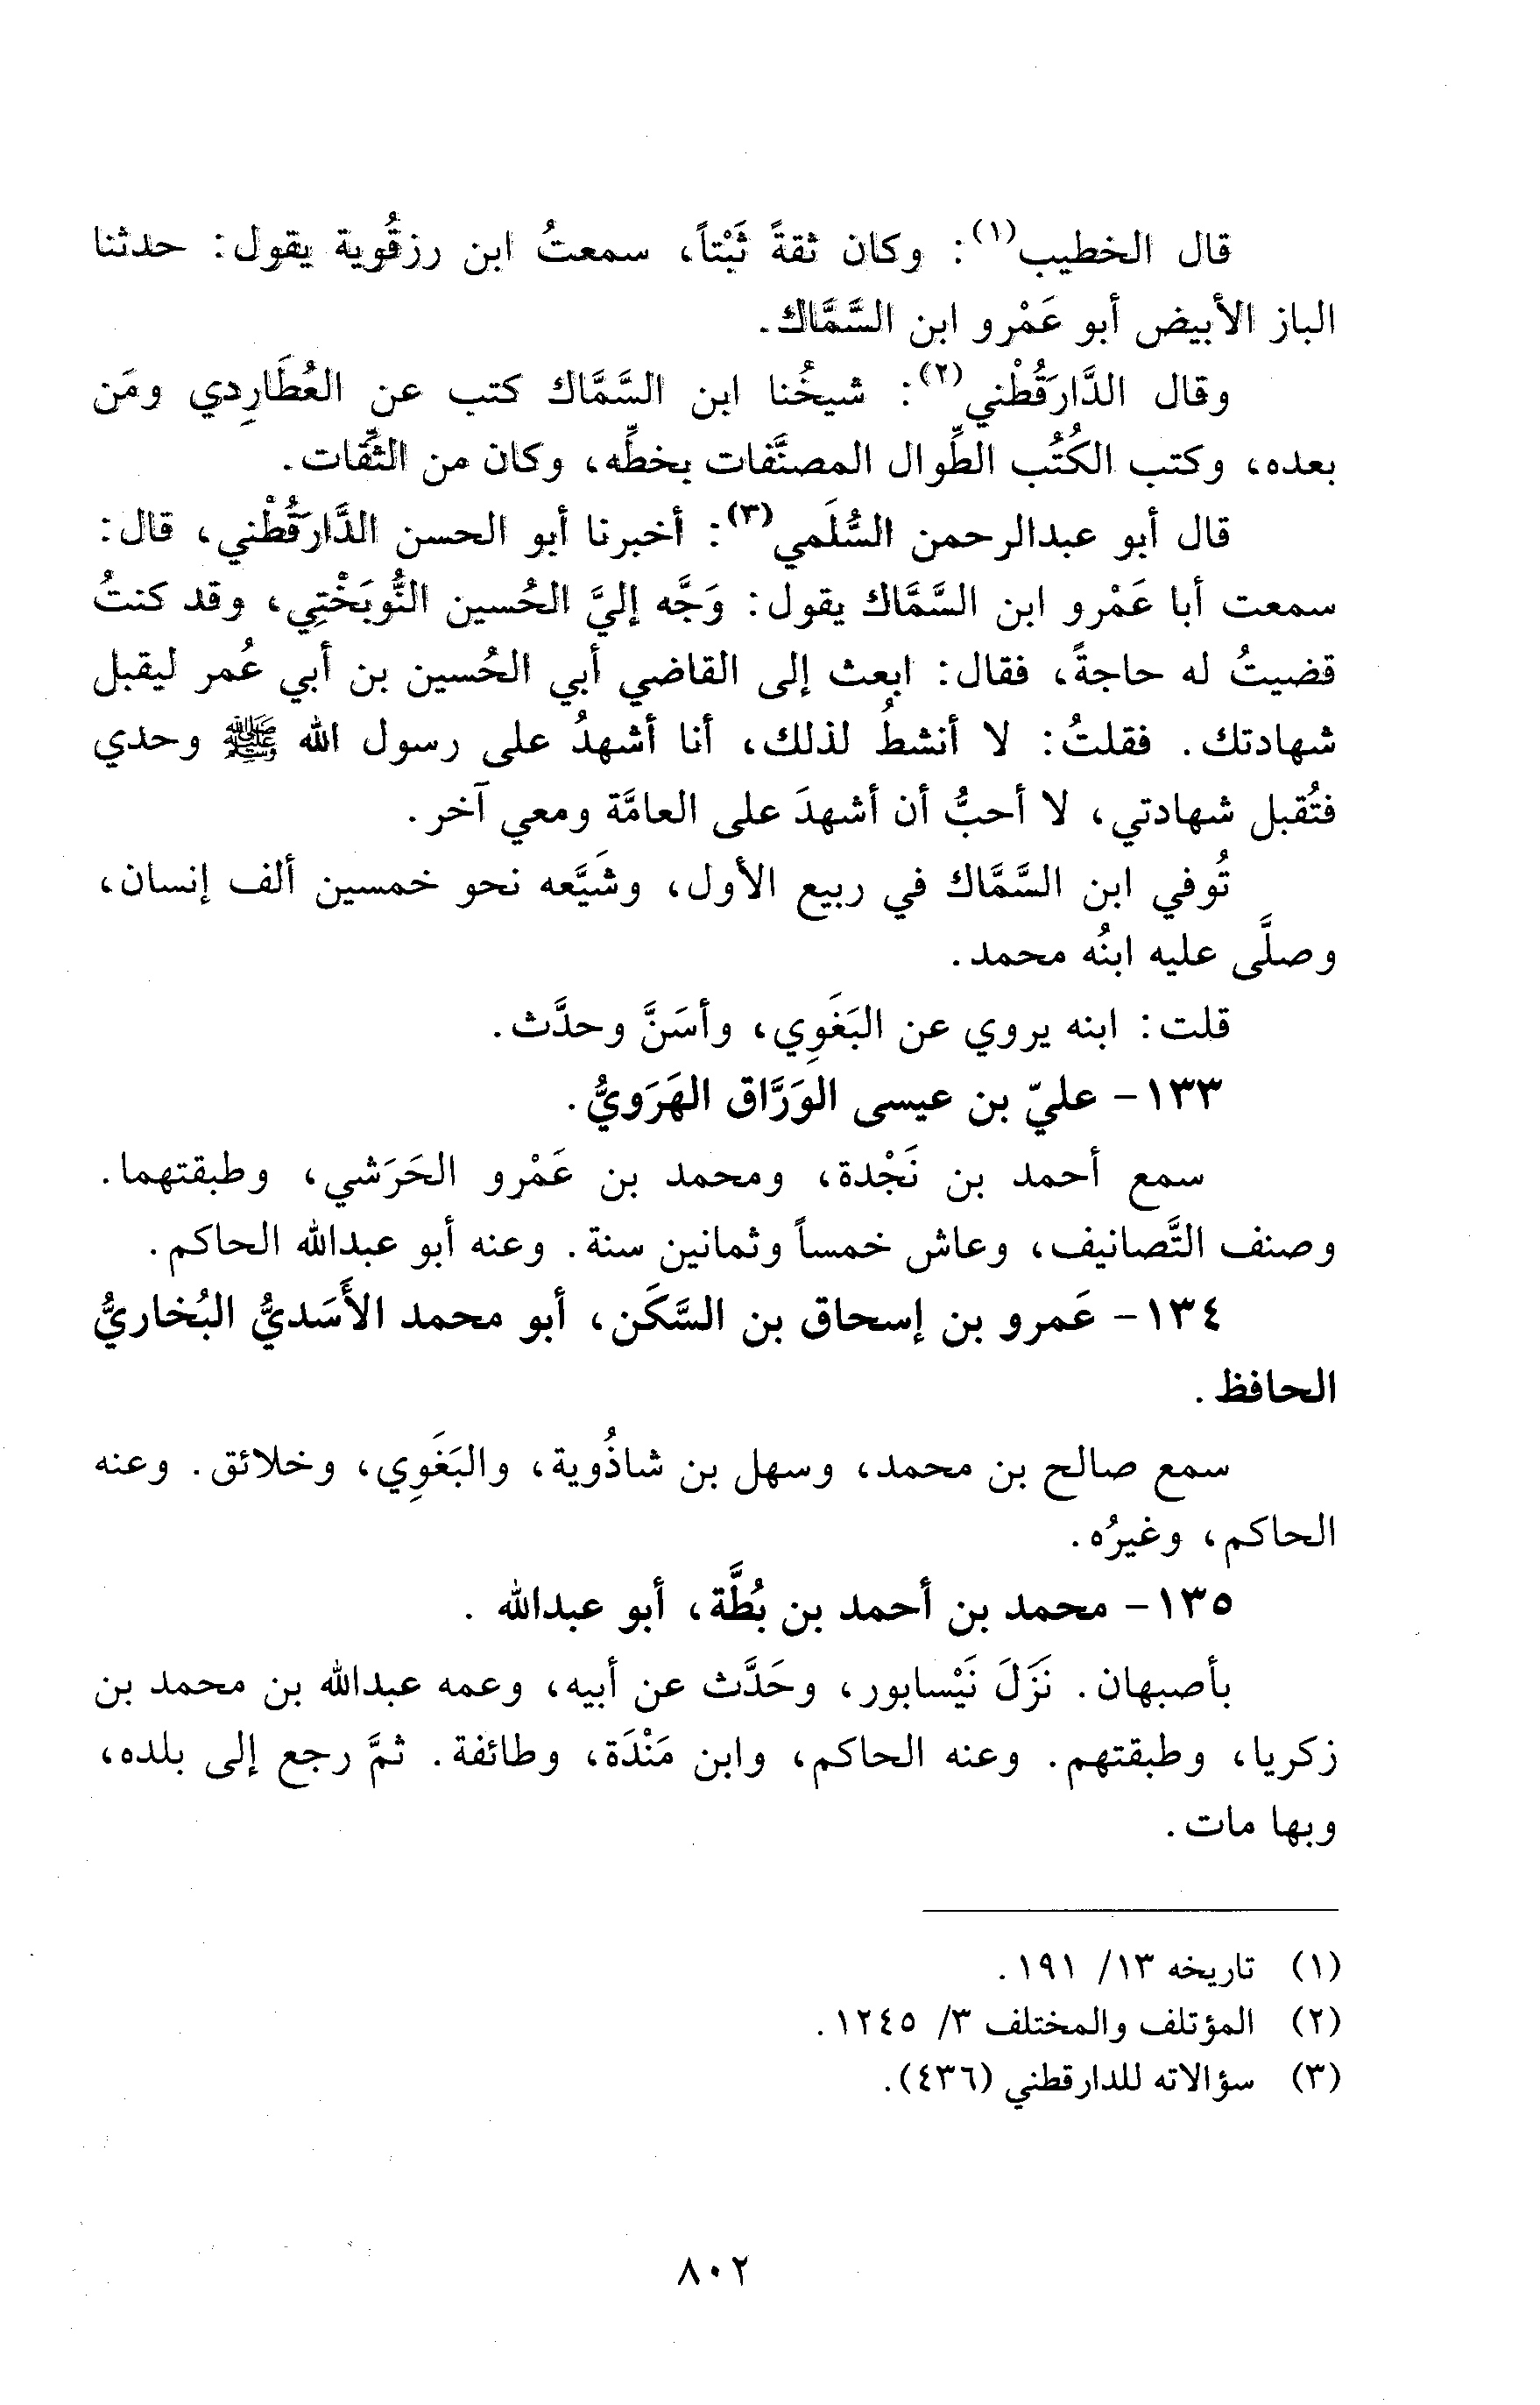 قال الخطيب(١): وكان ثقةً ثَبْتاً، سمعتُ ابن رزقُوية يقول: حدثنا
الباز الأبيض أبو عَمْرو ابن السَّمَّاك.
وقال الدَّارَقُطْني(٢): شيخُنا ابن السَّمَّاك كتب عن العُطَارِدي ومَن
بعده، وكتب الكُتُب الطِّوال المصنَّفات بخطِّه، وكان من الثِّقات.
قال أبو عبدالرحمن السُّلَمي(٣): أخبرنا أبو الحسن الدَّارَقُطْني، قال:
سمعت أبا عَمْرو ابن السَّمَّاك يقول: وَجَّه إليَّ الحُسين النُّوبَخْتِي، وقد كنتُ
قضيتُ له حاجةً، فقال: ابعث إلى القاضي أبي الحُسين بن أبي عُمر ليقبل
شهادتك. فقلتُ: لا أنشطُ لذلك، أنا أشهدُ على رسول الله ﷺ وحدي
فتُقبل شهادتي، لا أحبُّ أن أشهدَ على العامَّة ومعي آخر.
تُوفي ابن السَّمَّاك في ربيع الأول، وشَيَّعه نحو خمسين ألف إنسان،
وصلَّى عليه ابنُه محمد.
قلت: ابنه يروي عن البَغَوِي، وأسَنَّ وحدَّث.
١٣٣- عليّ بن عيسى الوَرَّاق الهَرَويُّ.
سمع أحمد بن نَجْدة، ومحمد بن عَمْرو الحَرَشي، وطبقتهما.
وصنف التَّصانيف، وعاش خمساً وثمانين سنة. وعنه أبو عبدالله الحاكم.
١٣٤- عَمرو بن إسحاق بن السَّكَن، أبو محمد الأَسَديُّ البُخاريُّ
الحافظ.
سمع صالح بن محمد، وسهل بن شاذُوية، والبَغَوِي، وخلائق. وعنه
الحاكم، وغيرُه.
١٣٥- محمد بن أحمد بن بُطَّة، أبو عبدالله .
بأصبهان. نَزَلَ نَيْسابور، وحَدَّث عن أبيه، وعمه عبدالله بن محمد بن
زكريا، وطبقتهم. وعنه الحاكم، وابن مَنْدَة، وطائفة. ثمَّ رجع إلى بلده،
وبها مات.
(١) تاريخه ١٣/ ١٩١.
(٢) المؤتلف والمختلف ٣/ ١٢٤٥.
(٣) سؤالاته للدارقطني (٤٣٦).
٨٠٢